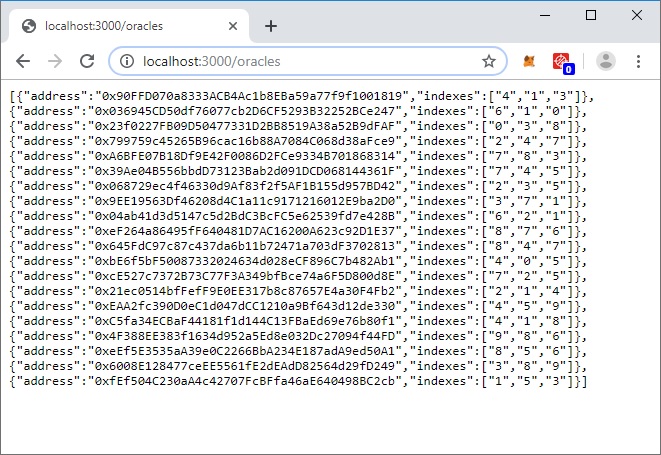 localhost:3000/oracles
localhost:3000/oracles
0
[{"address":"0x90FFD070a8333ACB4Ac1b8EBa59a77f9f1001819","indexes":["4","1","3"]},
{"address":"0x036945CD50df76077cb2D6CF5293B32252BCe247","indexes":["6","1","0"]},
{"address":"0x23f0227FB09D50477331D2BB8519A38a52B9dFAF","indexes":["0","3","8"]},
{"address":"0x799759c45265B96cac16b88A7084C068d38aFce9","indexes":["2","4","7"]},
{"address":"0xA6BFE07B18Df9E42F0086D2FCe9334B701868314","indexes":["7","8","3"]},
{"address":"0x39Ae04B556bbbD73123Bab2d091DCD068144361F","indexes":["7","4","5"]},
{"address":"0x068729ec4f46330d9Af83f2f5AF1B155d957BD42","indexes":["2","3","5"]},
{"address":"0x9EE19563Df46208d4C1a11c9171216012E9ba2D0","indexes":["3","7","1"]},
{"address":"0x04ab41d3d5147c5d2BdC3BcFC5e62539fd7e428B","indexes":["6","2","1"]},
{"address":"0xeF264a86495fF640481D7AC16200A623c92D1E37","indexes":["8","7","6"]},
{"address":"0x645FdC97c87c437da6b11b72471a703dF3702813","indexes":["8","4","7"]},
{"address":"0xbE6f5bF50087332024634d028eCF896C7b482Ab1","indexes":["4","0","5"]},
{"address":"0xcE527c7372B73C77F3A349bfBce74a6F5D800d8E","indexes":["7","2","5"]},
{"address":"0x21ec0514bfFefF9E0EE317b8c87657E4a30F4Fb2","indexes":["2","1","4"]},
{"address":"0xEAA2fc390D0eC1d047dCC1210a9Bf643d12de330","indexes":["4","5","9"]},
{"address":"0xC5fa34ECBaF44181f1d144C13FBaEd69e76b80f1","indexes":["4","1","8"]},
{"address":"0x4F388EE383f1634d952a5Ed8e032Dc27094f44FD","indexes":["9","8","6"]},
{"address":"0xeEf5E3535aA39e0C2266BbA234E187adA9ed50A1","indexes":["8","5","6"]},
{"address":"0x6008E128477ceEE5561fE2dEAdD82564d29fD249","indexes":["3","8","9"]},
{"address":"0xfEf504C230aA4c42707FcBFfa46aE640498BC2cb","indexes":["1","5","3"]}]